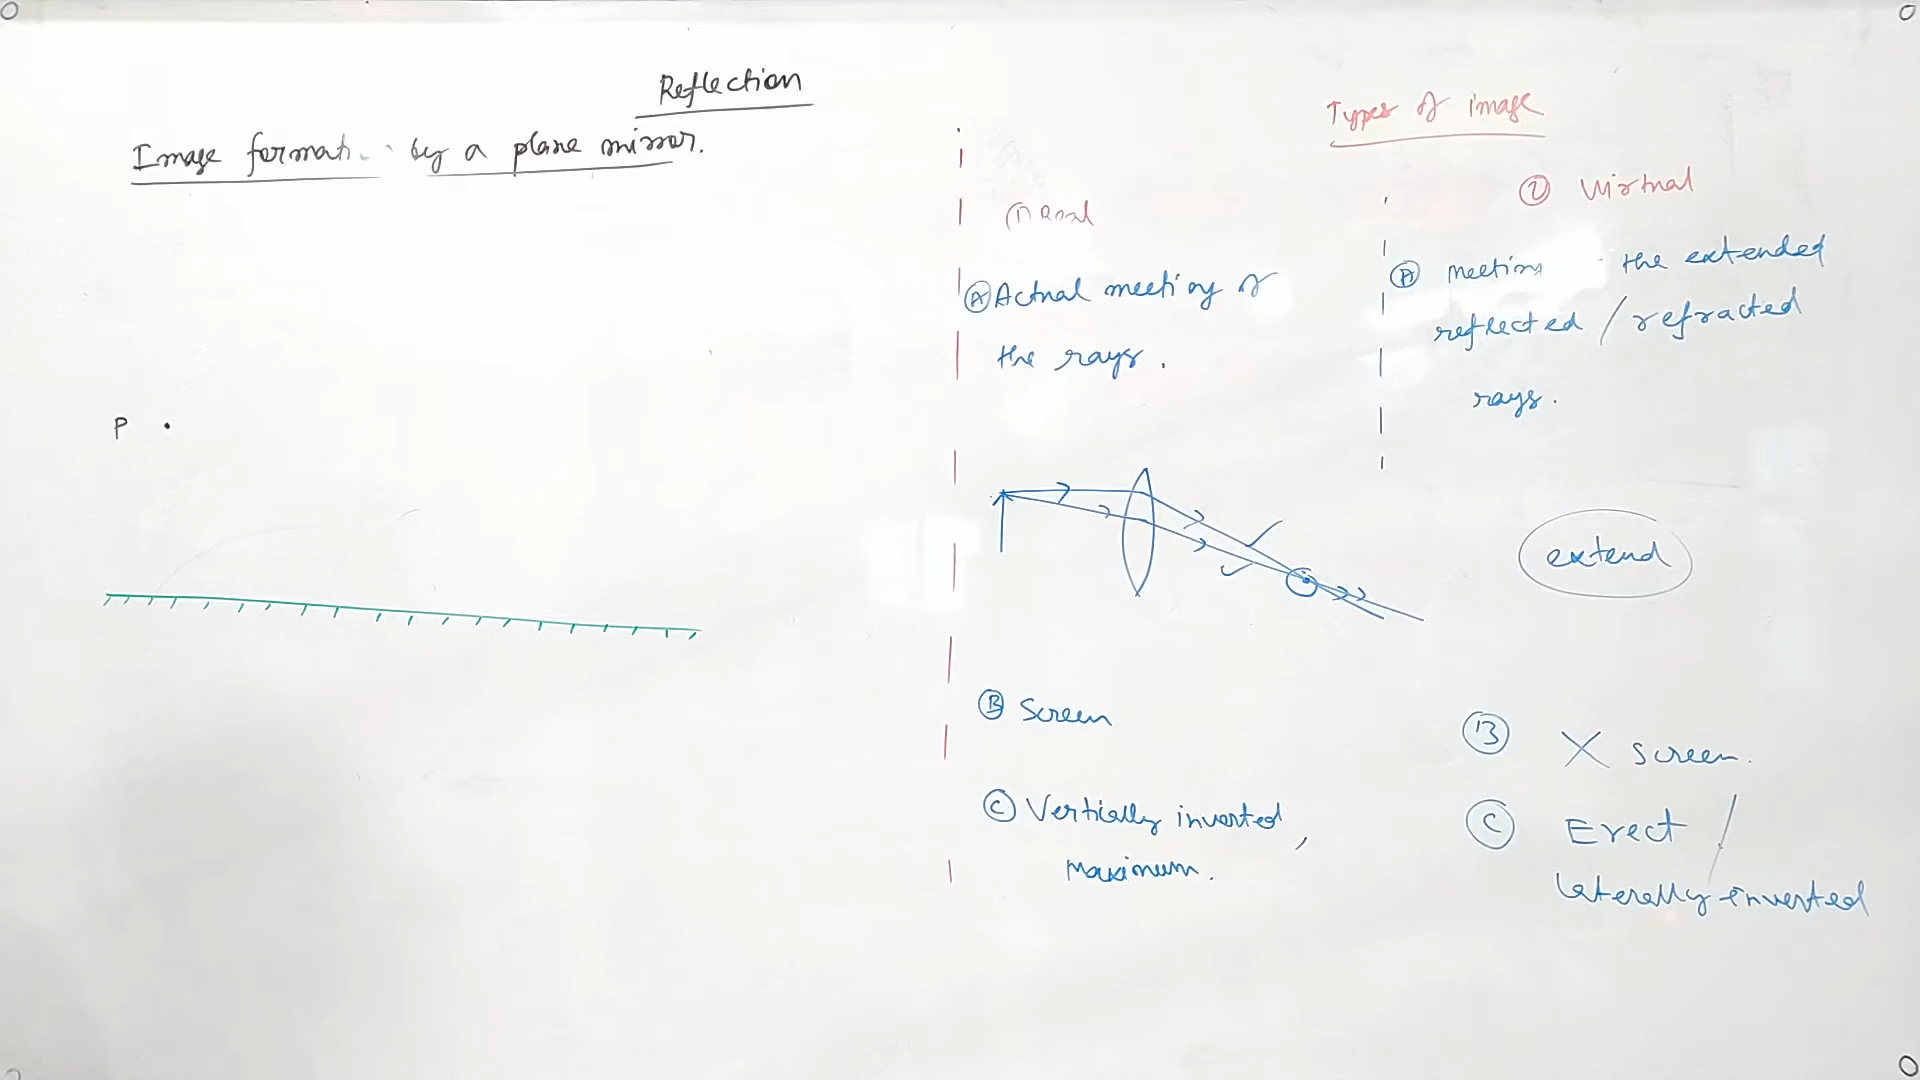 Reflection
Image formati by a plane mirror.
P
Types of image
① Real
Ⓐ Actual meeting of
the rays.
Ⓑ Screen
Ⓒ Vertically inverted,
Maximum.
② Virtual
Ⓐ Meeting the extended
reflected / refracted
rays.
extend
Ⓑ X screen.
Ⓒ Erect /
laterally inverted